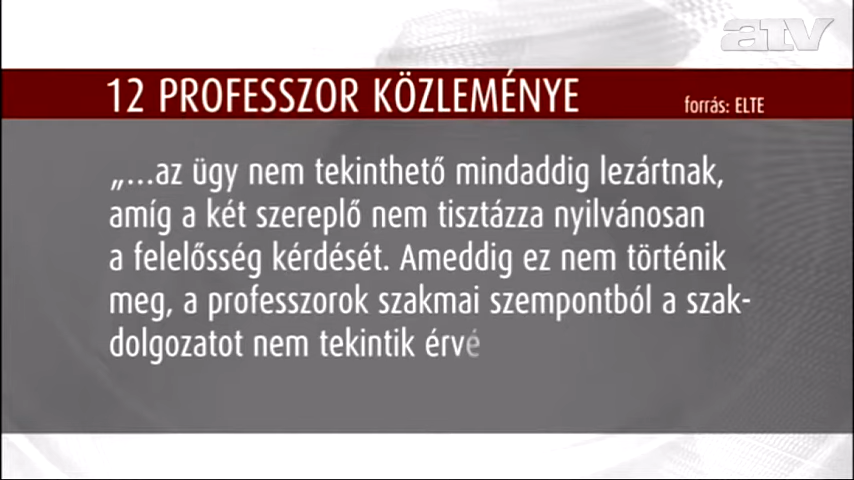 aTV
12 PROFESSZOR KÖZLEMÉNYE
forrás: ELTE
„...az ügy nem tekinthető mindaddig lezártnak,
amíg a két szereplő nem tisztázza nyilvánosan
a felelősség kérdését. Ameddig ez nem történik
meg, a professzorok szakmai szempontból a szak-
dolgozatot nem tekintik érvé